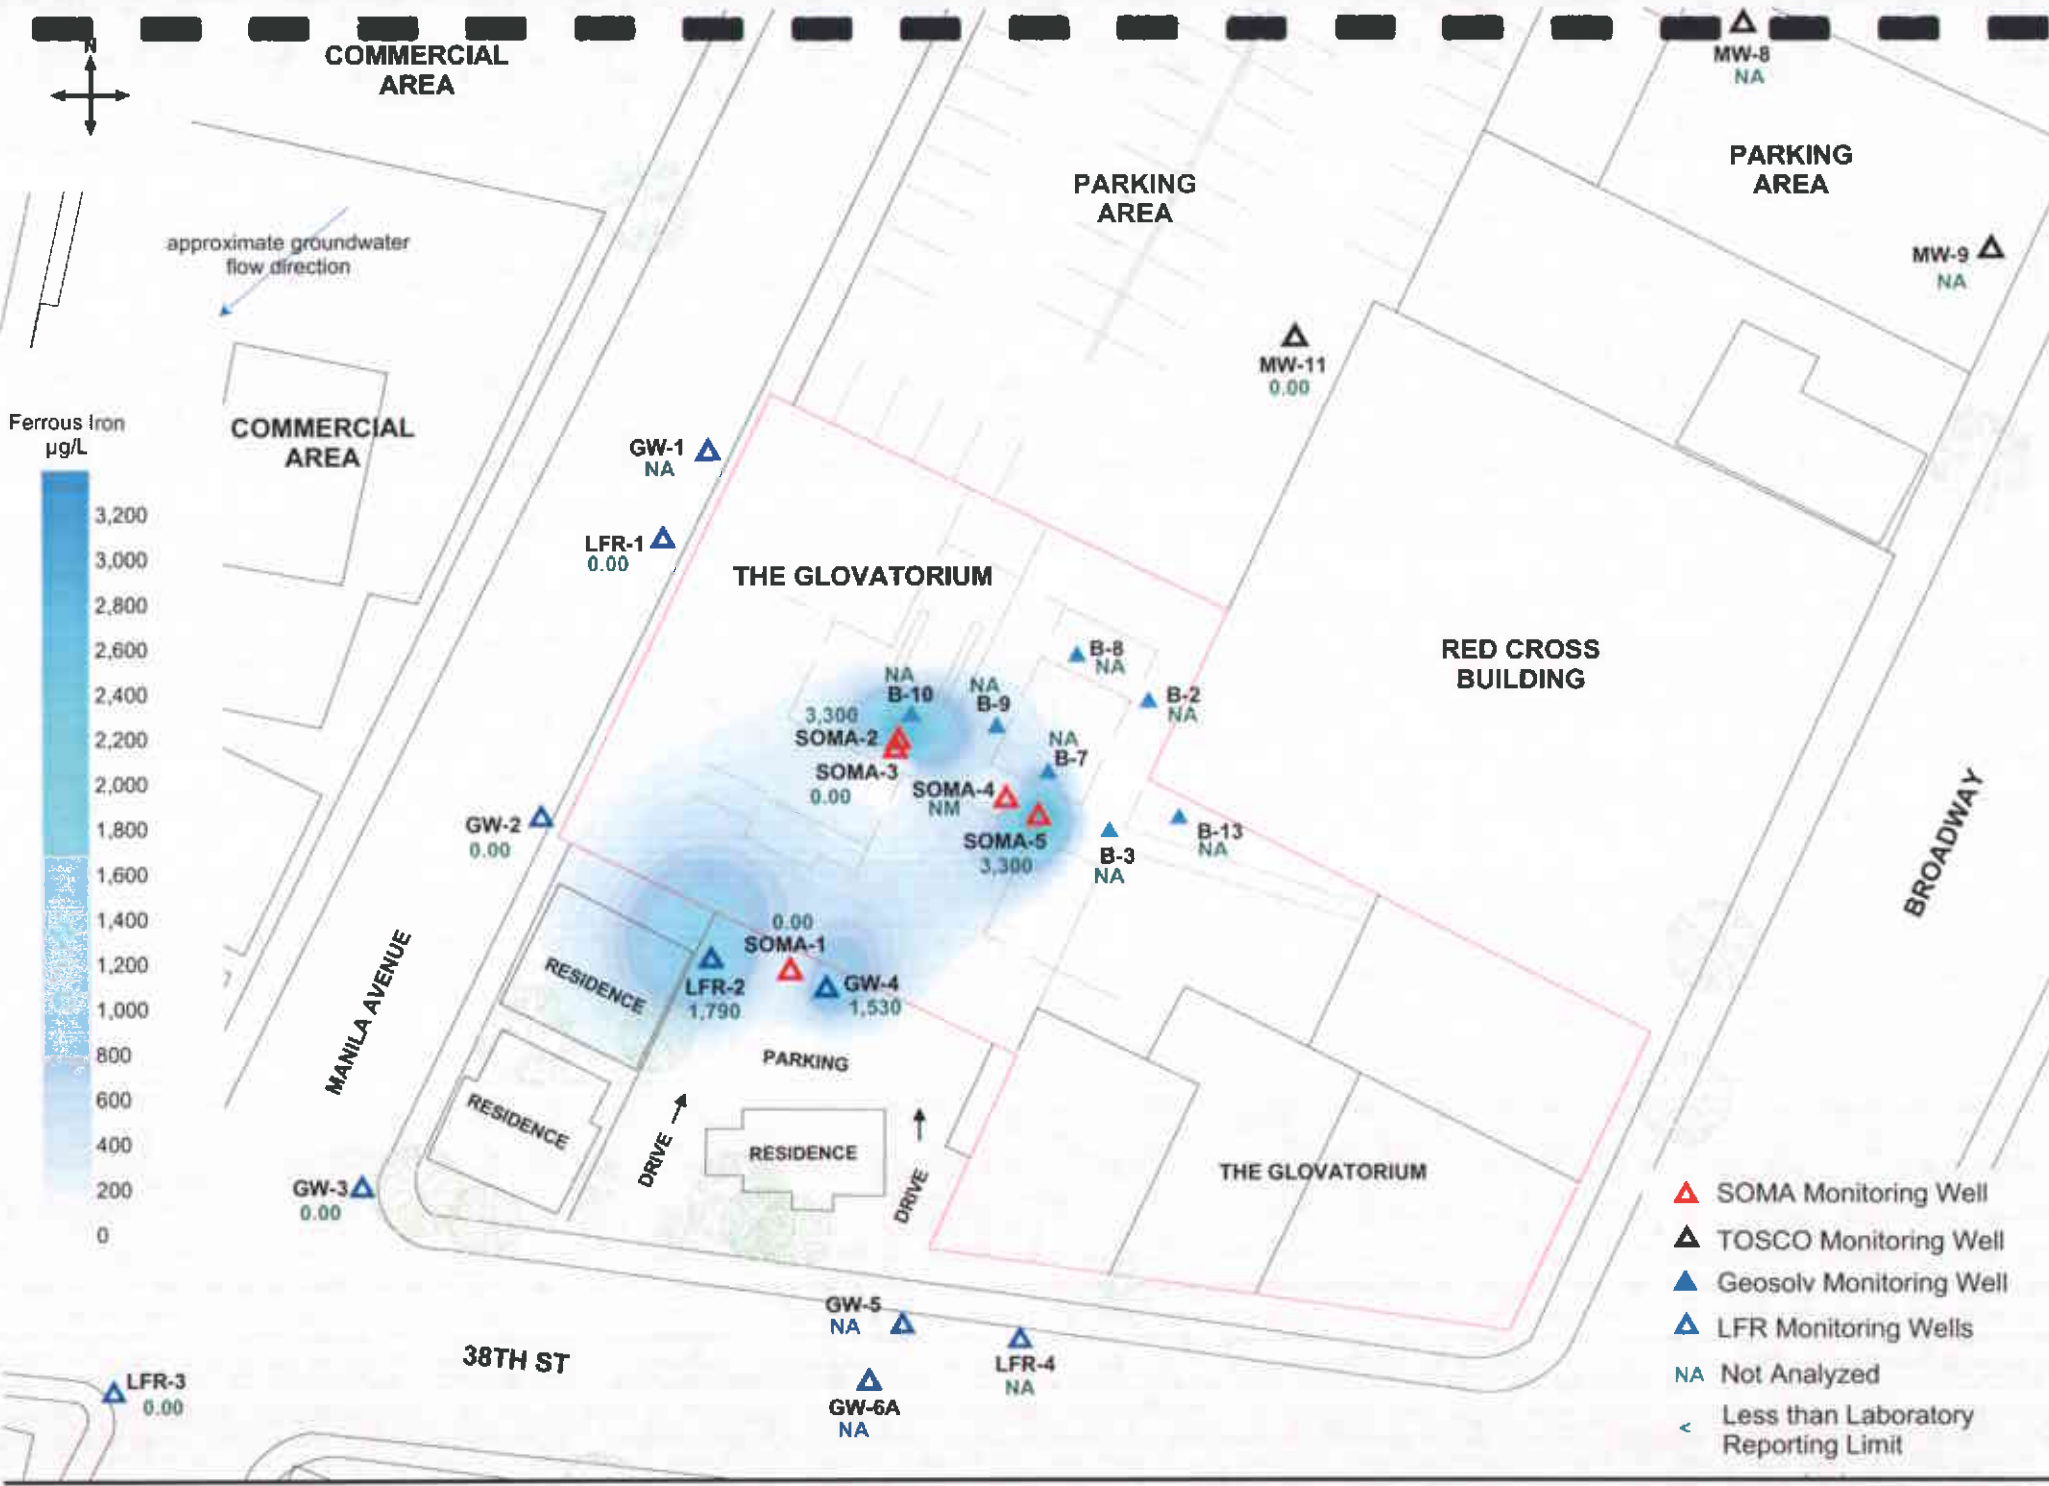 N
COMMERCIAL
AREA
MW-8
NA
PARKING
AREA
PARKING
AREA
approximate groundwater
flow direction
MW-9
NA
MW-11
0.00
Ferrous Iron
µg/L
3,200
3,000
2,800
2,600
2,400
2,200
2,000
1,800
1,600
1,400
1,200
1,000
800
600
400
200
0
COMMERCIAL
AREA
GW-1
NA
LFR-1
0.00
THE GLOVATORIUM
RED CROSS
BUILDING
B-8
NA
B-2
NA
NA
B-10
NA
B-9
3,300
SOMA-2
SOMA-3
0.00
NA
B-7
SOMA-4
NM
SOMA-5
3,300
B-3
NA
B-13
NA
GW-2
0.00
BROADWAY
MANILA AVENUE
0.00
SOMA-1
LFR-2
1,790
GW-4
1,530
RESIDENCE
PARKING
RESIDENCE
DRIVE
RESIDENCE
DRIVE
THE GLOVATORIUM
GW-3
0.00
GW-5
NA
LFR-4
NA
GW-6A
NA
38TH ST
LFR-3
0.00
SOMA Monitoring Well
TOSCO Monitoring Well
Geosolv Monitoring Well
LFR Monitoring Wells
NA Not Analyzed
< Less than Laboratory
Reporting Limit